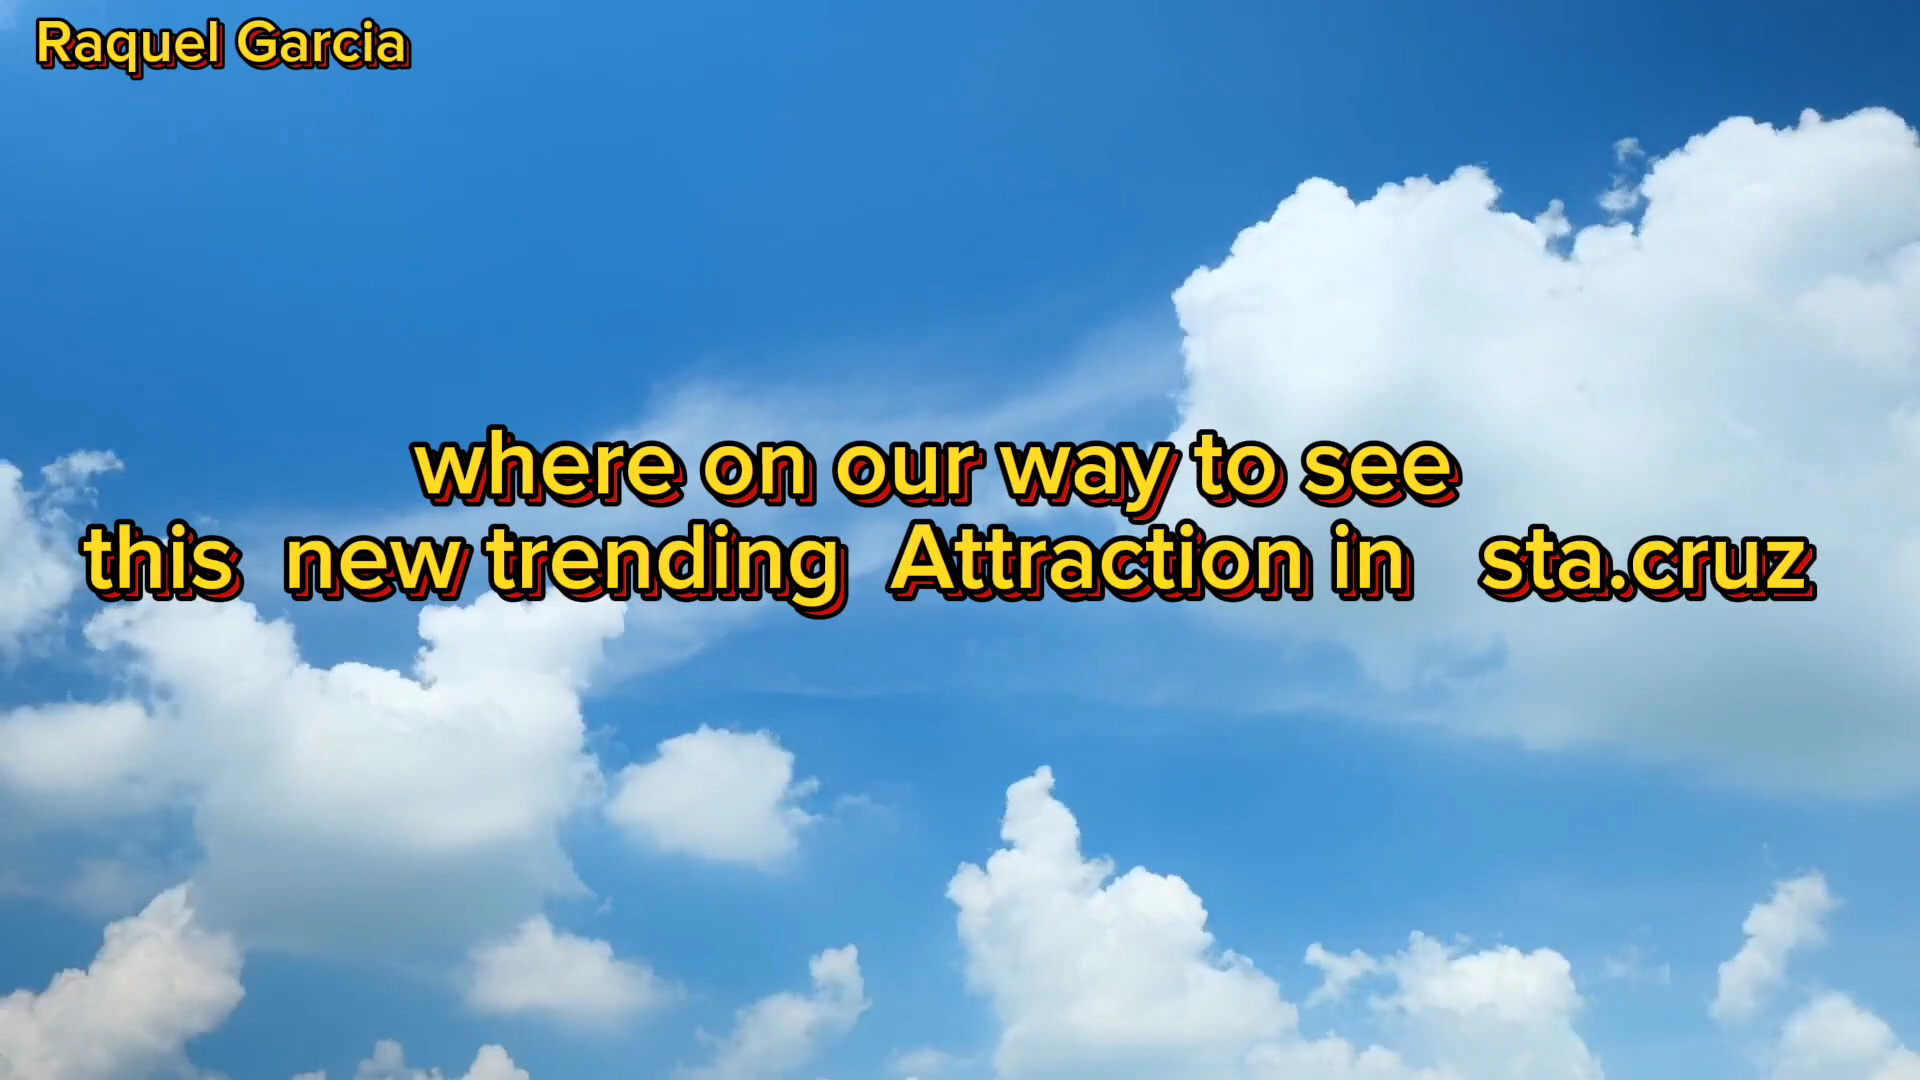 Raquel Garcia
where on our way to see
this new trending Attraction in sta.cruz